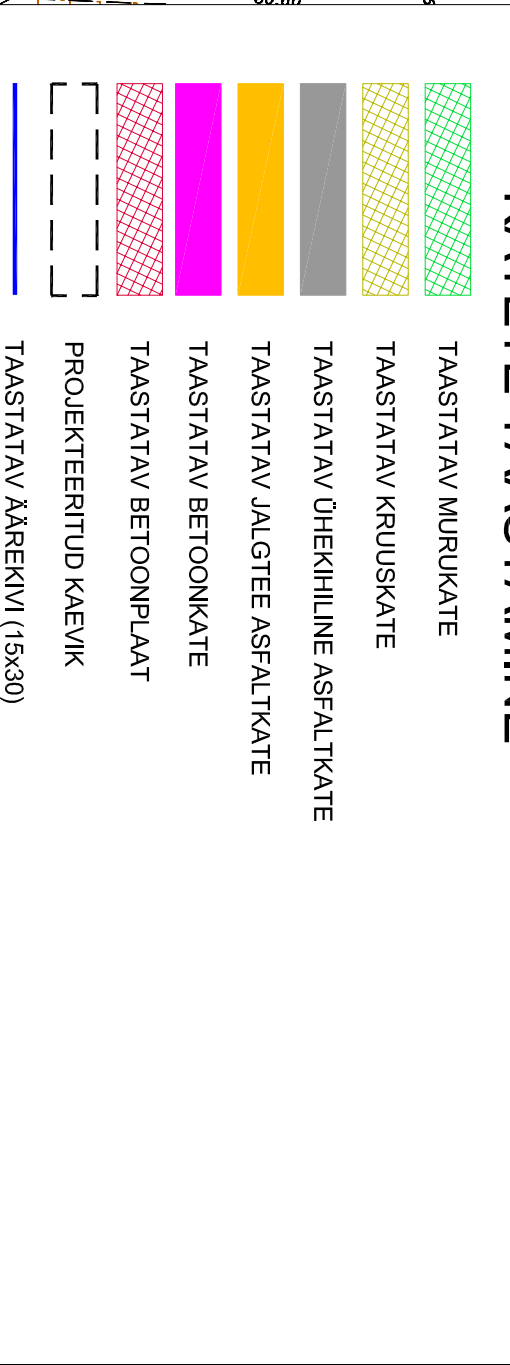 TAASTATAV MURUKATE
TAASTATAV KRUUSKATE
TAASTATAV ÜHEKIHILINE ASFALTKATE
TAASTATAV JALGTEE ASFALTKATE
TAASTATAV BETOONKATE
TAASTATAV BETOONPLAAT
PROJEKTEERITUD KAEVIK
TAASTATAV ÄÄREKIVI (15x30)